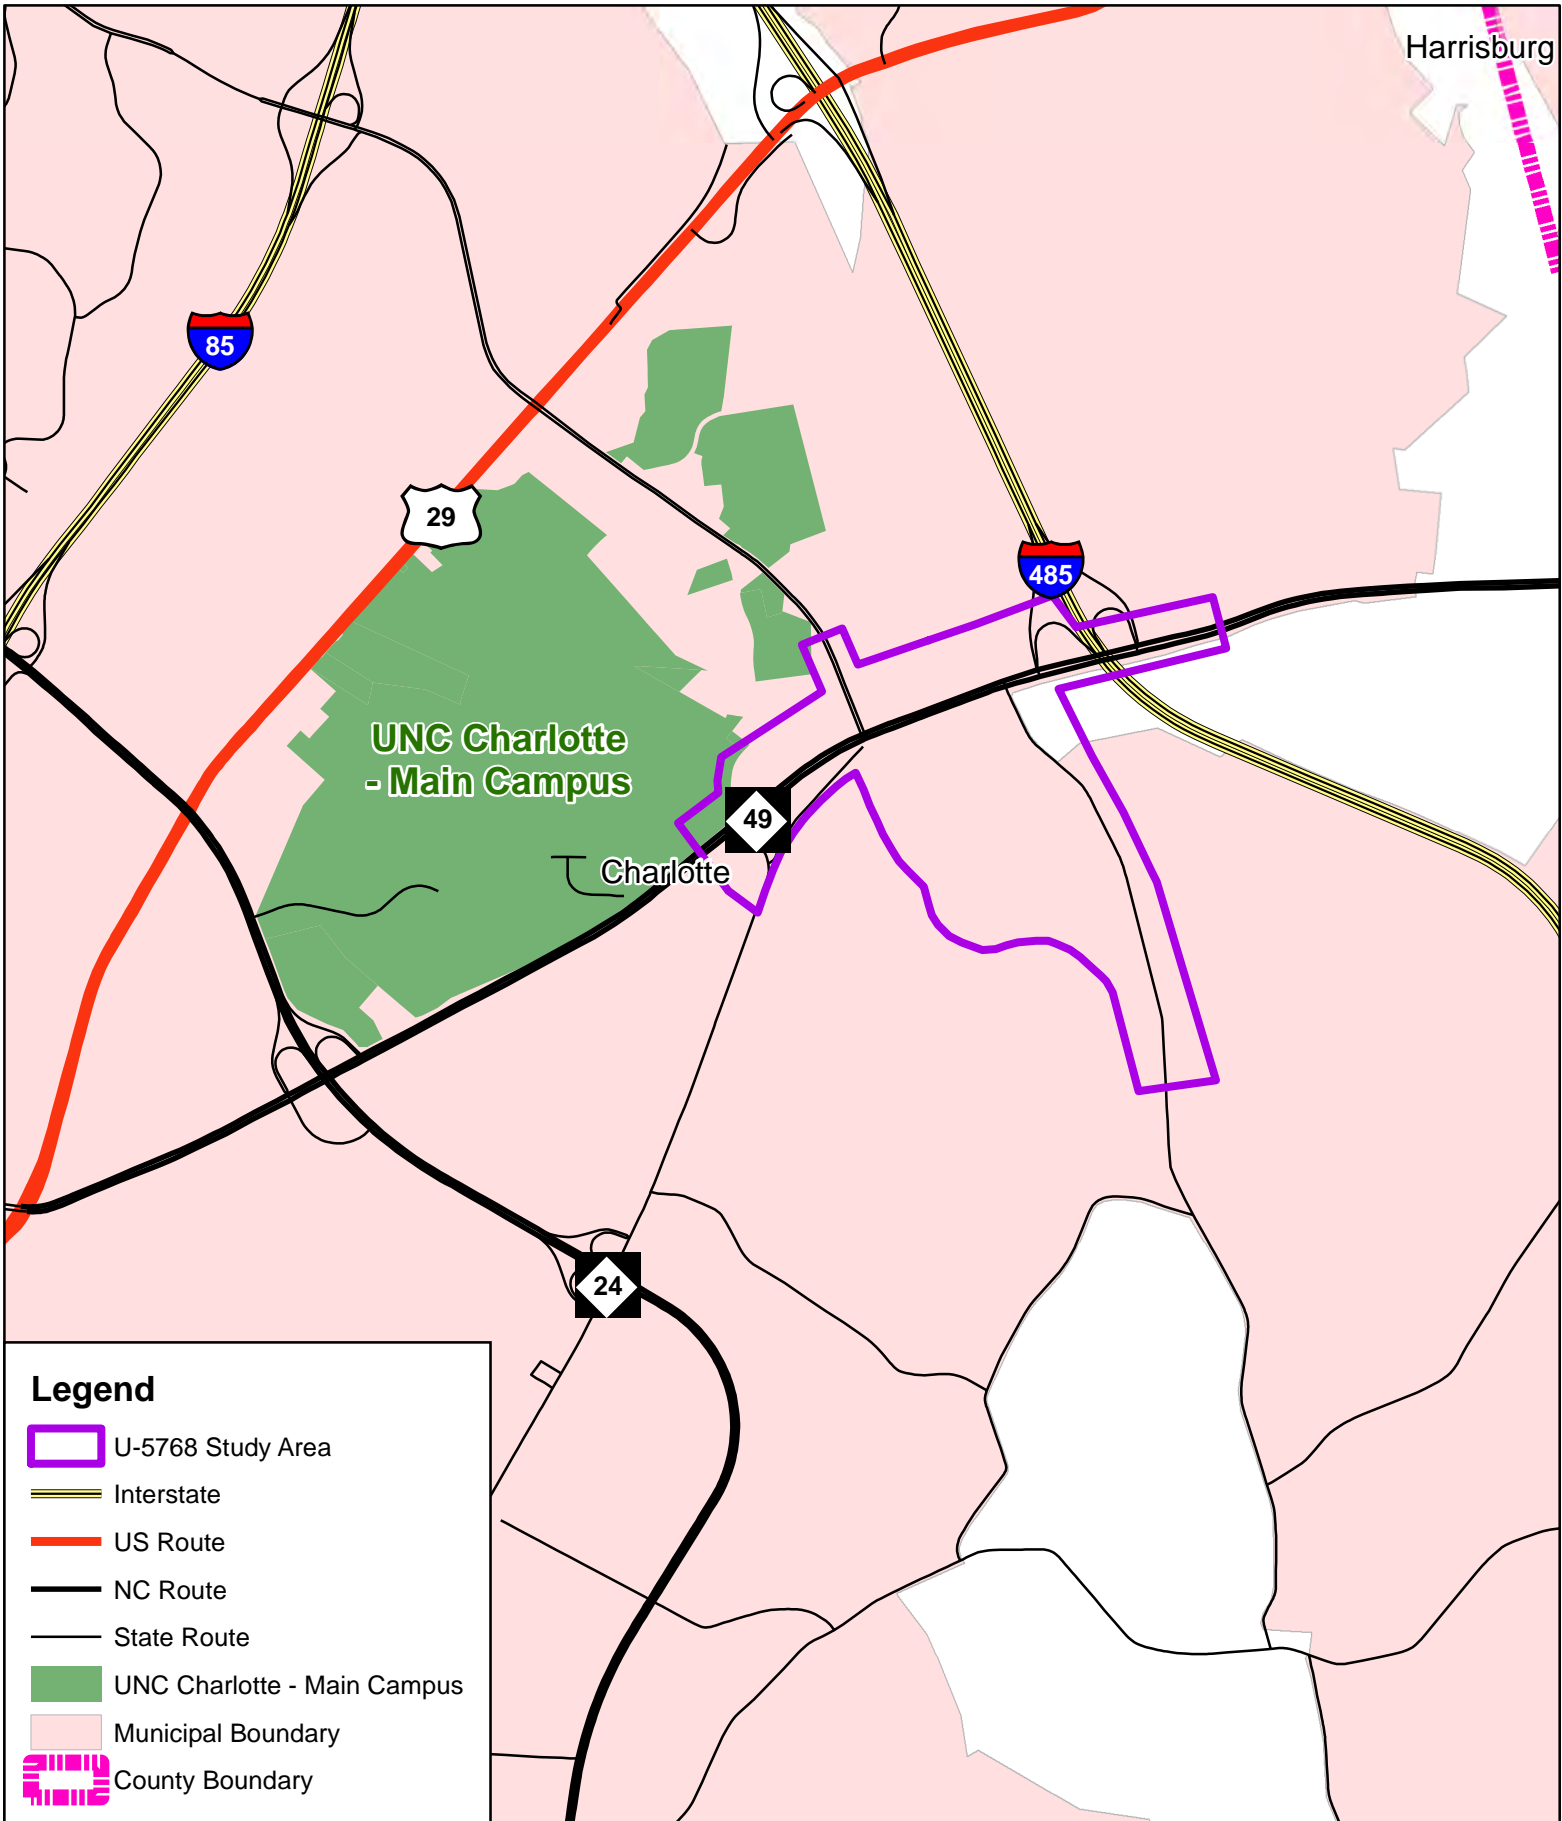 Harrisburg
85
29
485
UNC Charlotte
- Main Campus
49
Charlotte
24
Legend
U-5768 Study Area
Interstate
US Route
NC Route
State Route
UNC Charlotte - Main Campus
Municipal Boundary
County Boundary